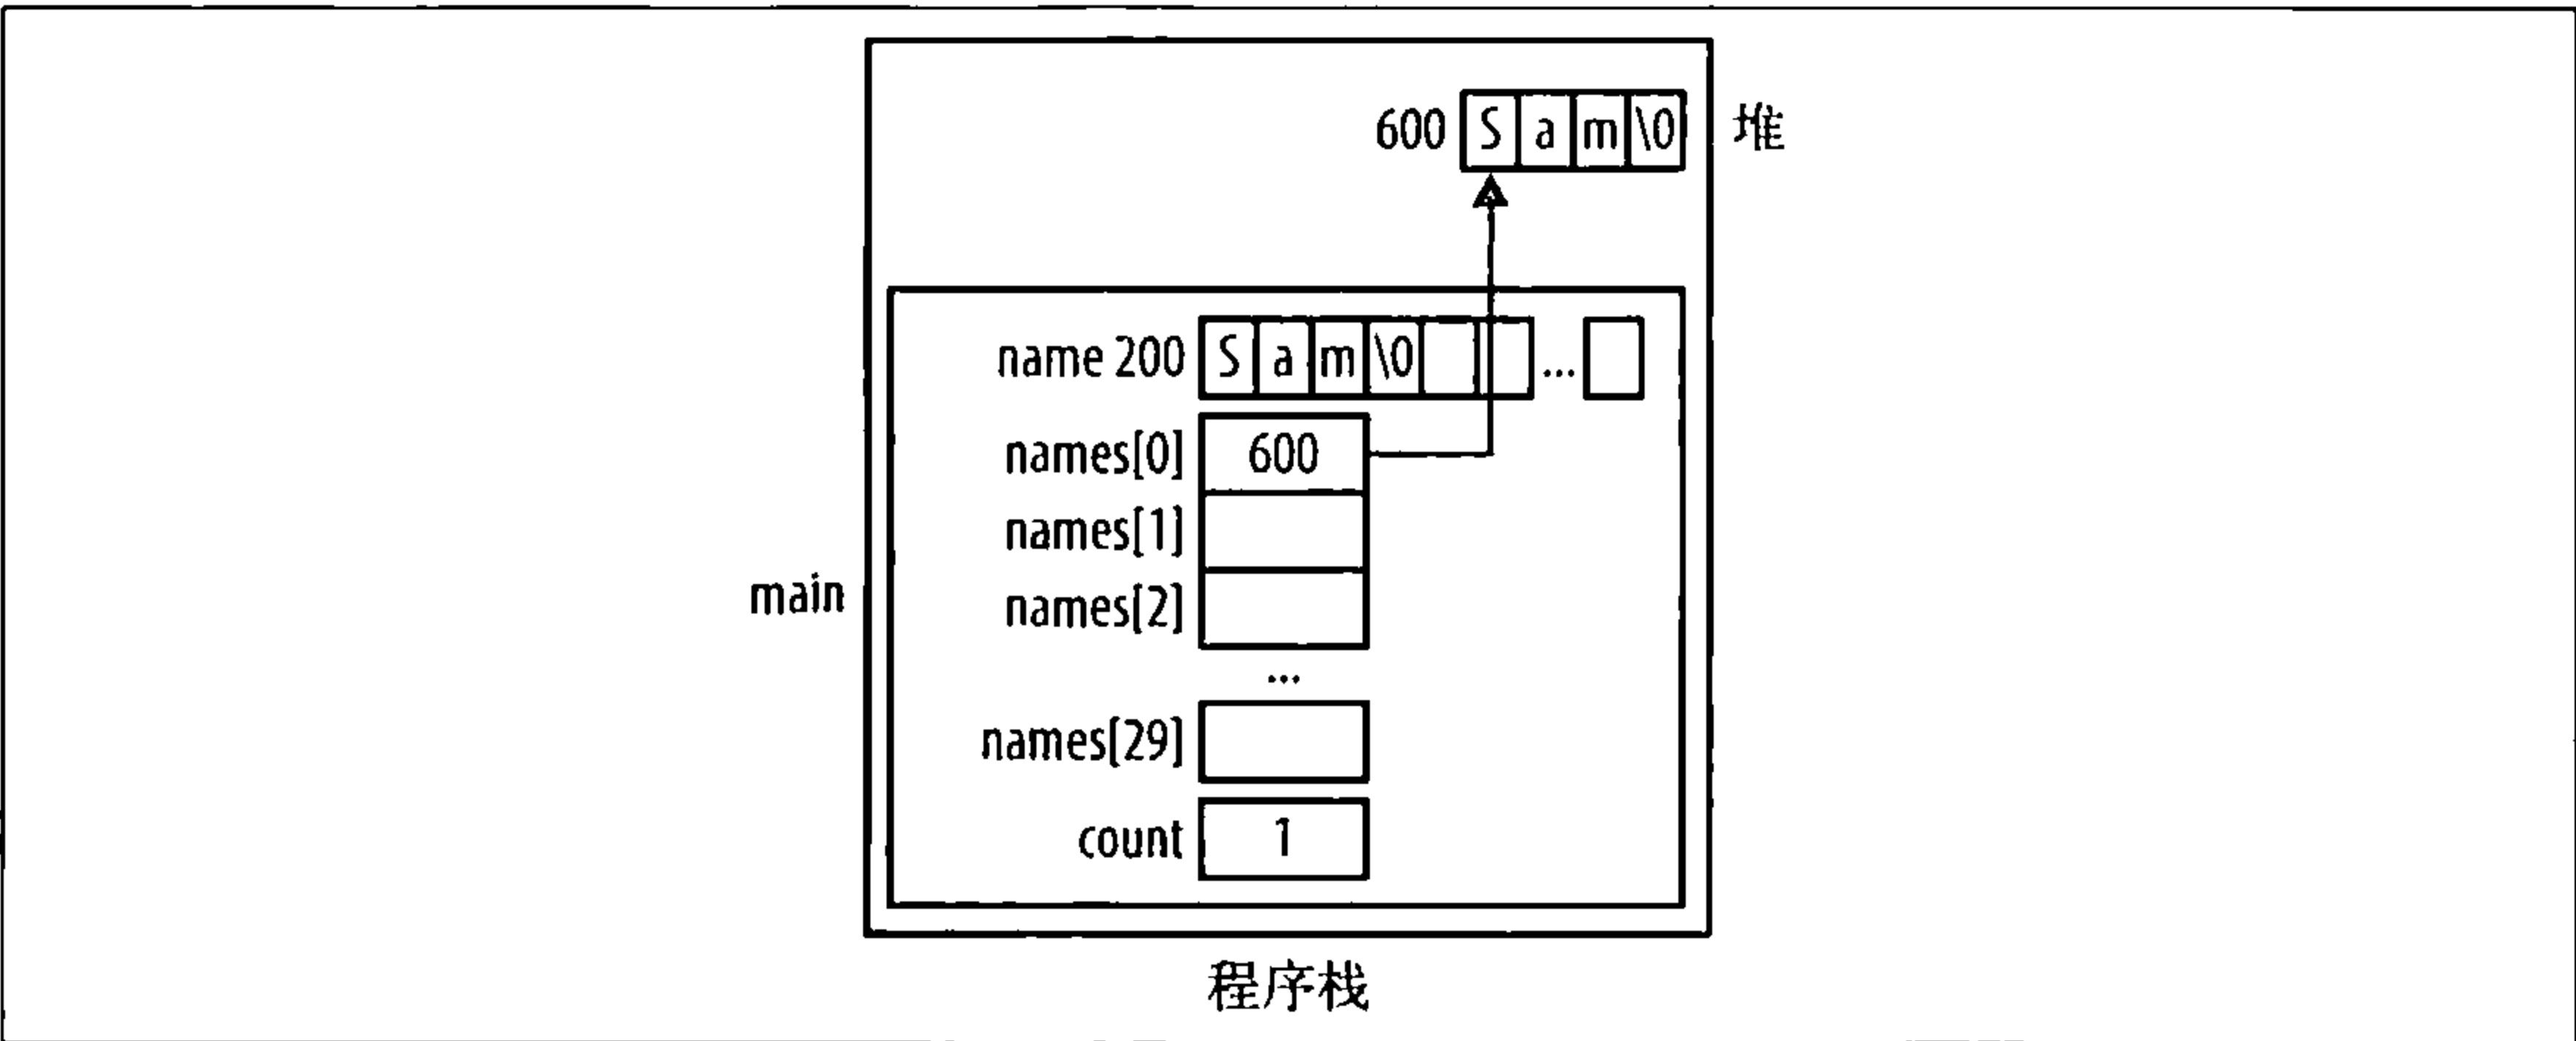 600 S a m \0 堆
name 200 S a m \0 ...
names[0] 600
names[1]
main
names[2]
...
names[29]
count 1
程序栈